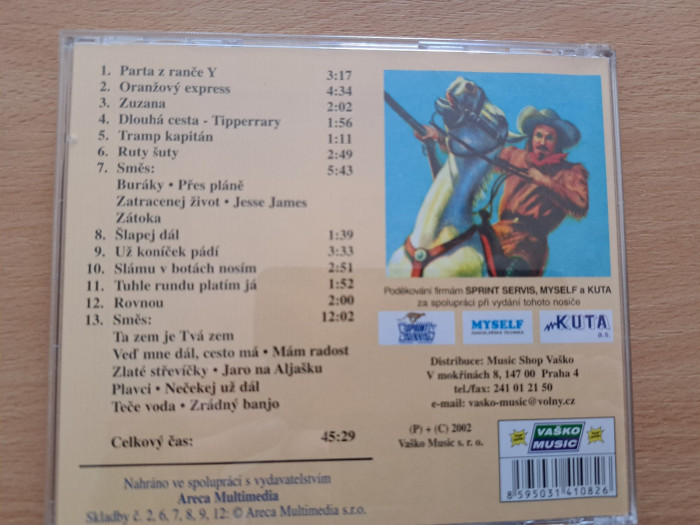 1. Parta z ranče Y 3:17
2. Oranžový express 4:34
3. Zuzana 2:02
4. Dlouhá cesta - Tipperrary 1:56
5. Tramp kapitán 1:11
6. Ruty šuty 2:49
7. Směs: 5:43
Buráky • Přes pláně
Zatracenej život • Jesse James
Zátoka
8. Šlapej dál 1:39
9. Už koníček pádí 3:33
10. Slámu v botách nosím 2:51
11. Tuhle rundu platím já 1:52
12. Rovnou 2:00
13. Směs: 12:02
Ta zem je Tvá zem
Veď mne dál, cesto má • Mám radost
Zlaté střevíčky • Jaro na Aljašku
Plavci • Nečekej už dál
Teče voda • Zrádný banjo
Celkový čas: 45:29
Nahráno ve spolupráci s vydavatelstvím
Areca Multimedia
Skladby č. 2, 6, 7, 8, 9, 12: © Areca Multimedia s.r.o.
Poděkování firmám SPRINT SERVIS, MYSELF a KUTA
za spolupráci při vydání tohoto nosiče
SPRINT
SERVIS
MYSELF
KUTA
a.s.
Distribuce: Music Shop Vaško
V mokřinách 8, 147 00 Praha 4
tel./fax: 241 01 21 50
e-mail: vasko-music@volny.cz
(P) + (C) 2002
Vaško Music s. r. o.
VAŠKO
MUSIC
8 595031 410826